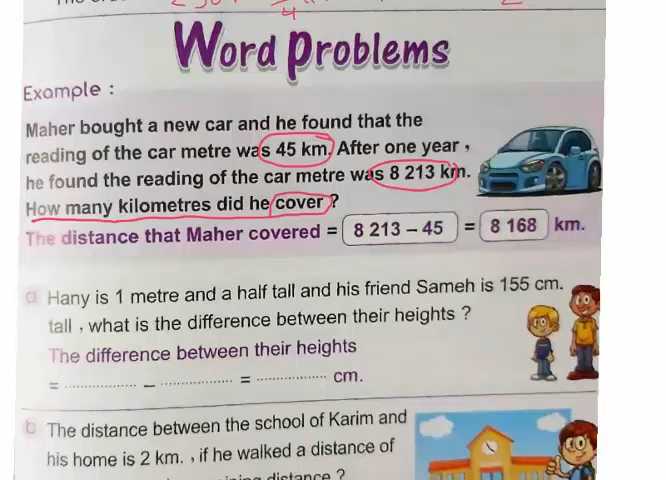 Word Problems
Example :
Maher bought a new car and he found that the
reading of the car metre was 45 km. After one year ,
he found the reading of the car metre was 8 213 km.
How many kilometres did he cover ?
The distance that Maher covered = 8 213 – 45 = 8 168 km.
a Hany is 1 metre and a half tall and his friend Sameh is 155 cm.
tall , what is the difference between their heights ?
The difference between their heights
= .................. – .................. = .................. cm.
b The distance between the school of Karim and
his home is 2 km. , if he walked a distance of
distance ?